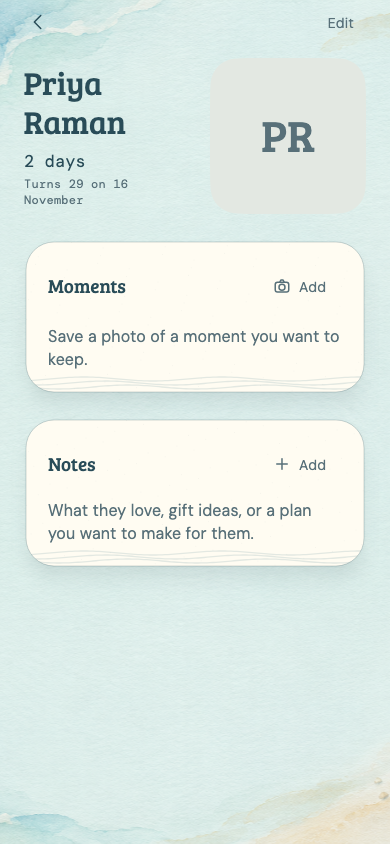 Edit
Priya
Raman
2 days
Turns 29 on 16
November
PR
Moments
Add
Save a photo of a moment you want to
keep.
Notes
Add
What they love, gift ideas, or a plan
you want to make for them.